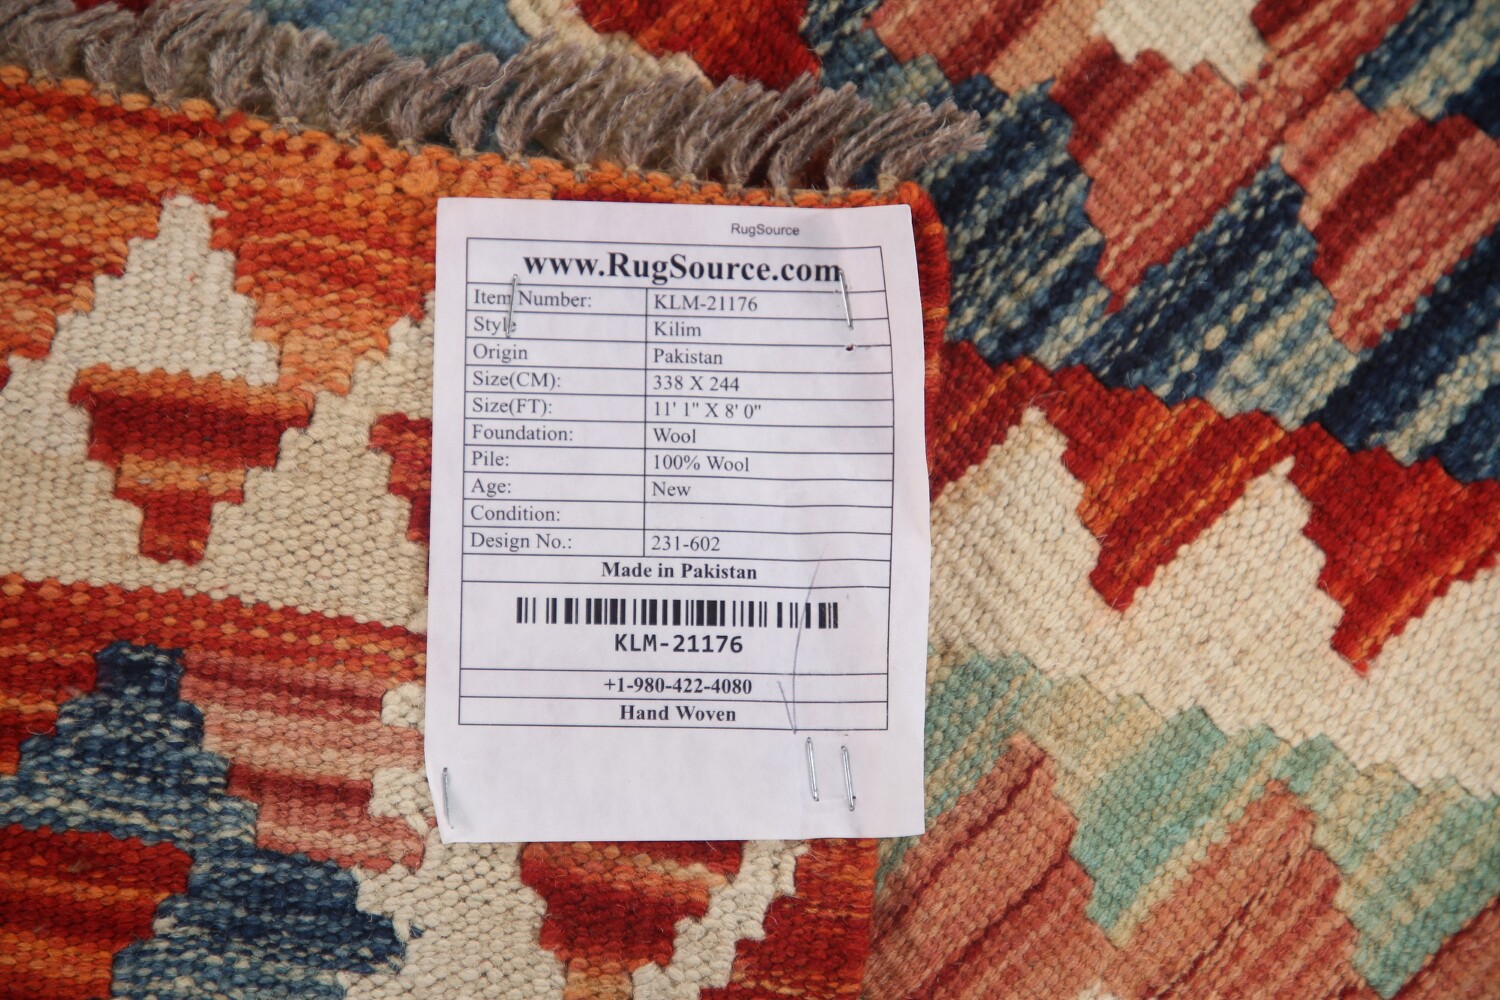 RugSource
www.RugSource.com
Item Number: KLM-21176
Style Kilim
Origin Pakistan
Size(CM): 338 X 244
Size(FT): 11' 1" X 8' 0"
Foundation: Wool
Pile: 100% Wool
Age: New
Condition:
Design No.: 231-602
Made in Pakistan
KLM-21176
+1-980-422-4080
Hand Woven